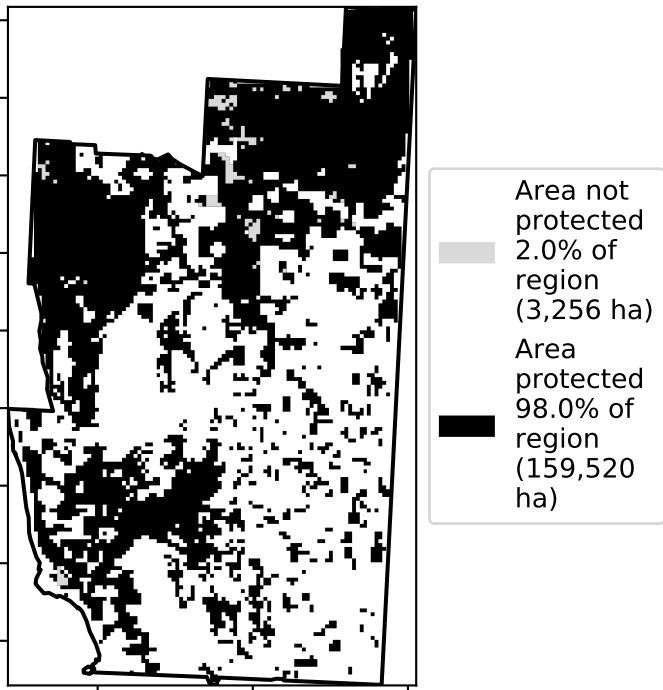 Area not
protected
2.0% of
region
(3,256 ha)
Area
protected
98.0% of
region
(159,520
ha)